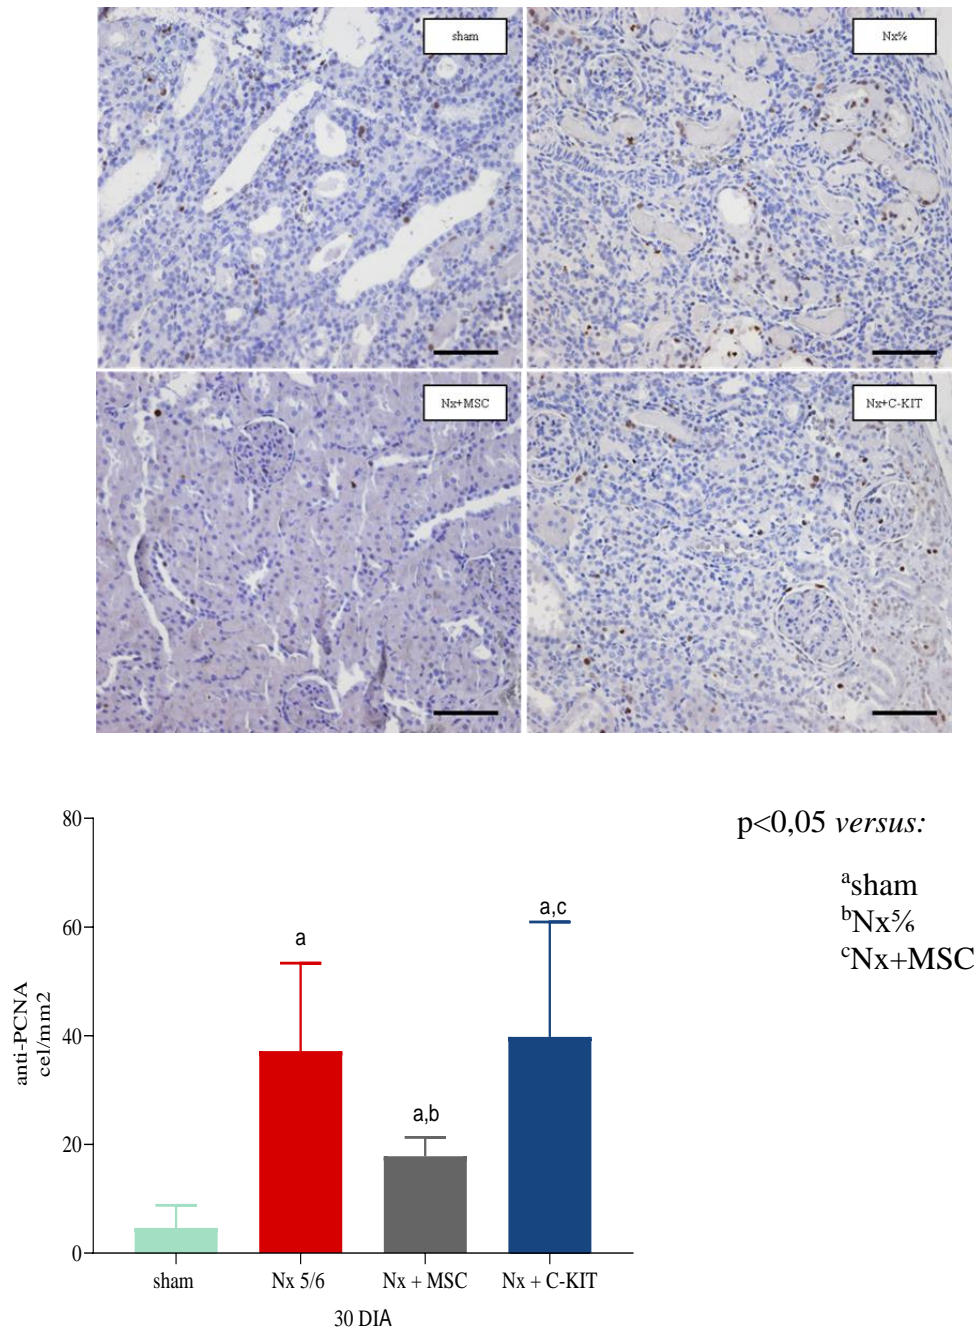 sham
Nx⅚
Nx+MSC
Nx+C-KIT
p<0,05 versus:
ᵃsham
ᵇNx⅚
ᶜNx+MSC
anti-PCNA
cel/mm2
80
60
40
20
0
a
a,b
a,c
sham Nx 5/6 Nx + MSC Nx + C-KIT
30 DIA